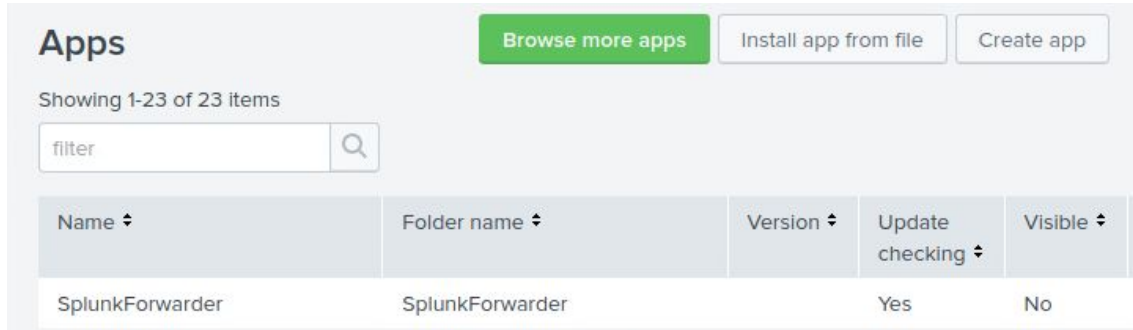 Apps
Browse more apps
Install app from file
Create app
Showing 1-23 of 23 items
filter
Name
Folder name
Version
Update
checking
Visible
SplunkForwarder
SplunkForwarder
Yes
No